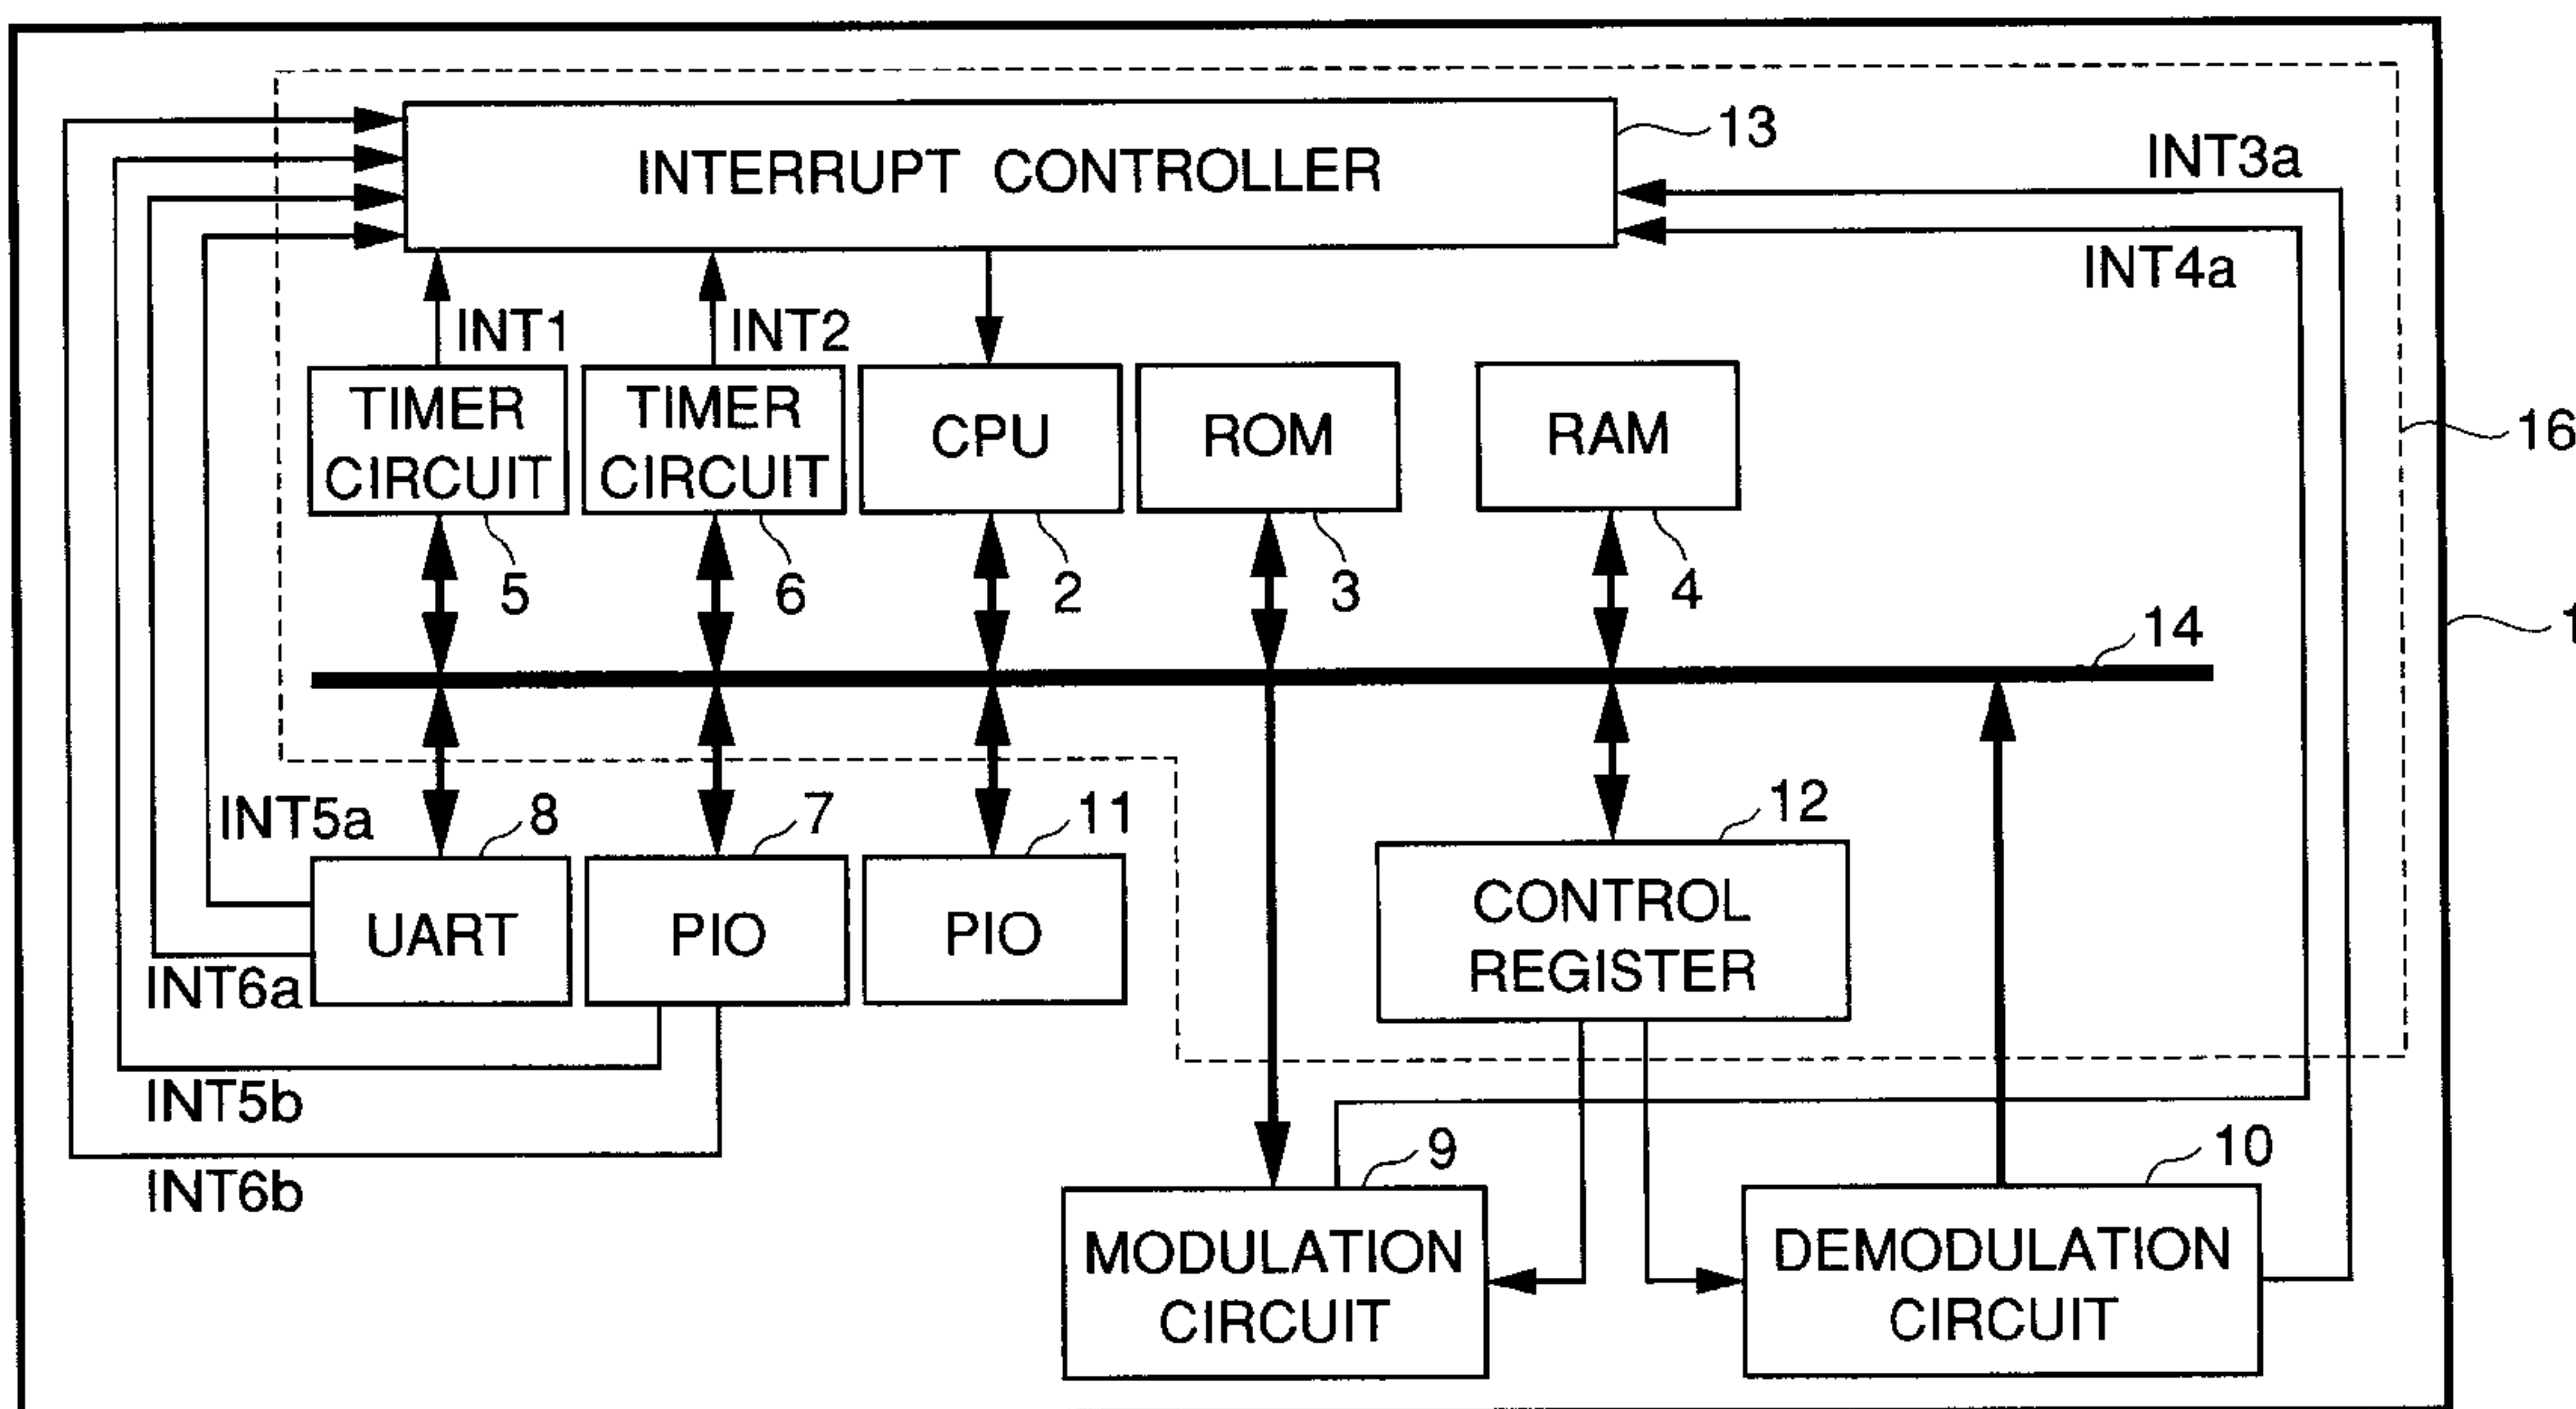 INTERRUPT CONTROLLER
13
INT3a
INT4a
INT1
INT2
TIMER
CIRCUIT
5
TIMER
CIRCUIT
6
CPU
2
ROM
3
RAM
4
16
1
14
INT5a
8
UART
7
PIO
11
PIO
12
CONTROL
REGISTER
INT6a
INT5b
INT6b
9
MODULATION
CIRCUIT
10
DEMODULATION
CIRCUIT